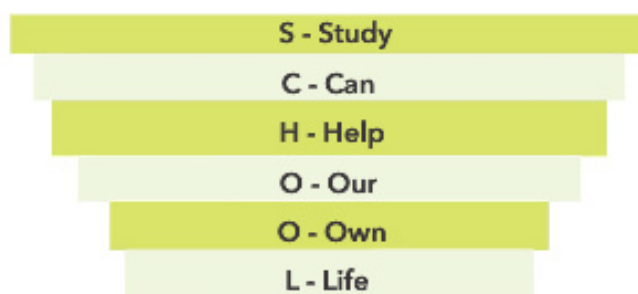 S - Study
C - Can
H - Help
O - Our
O - Own
L - Life